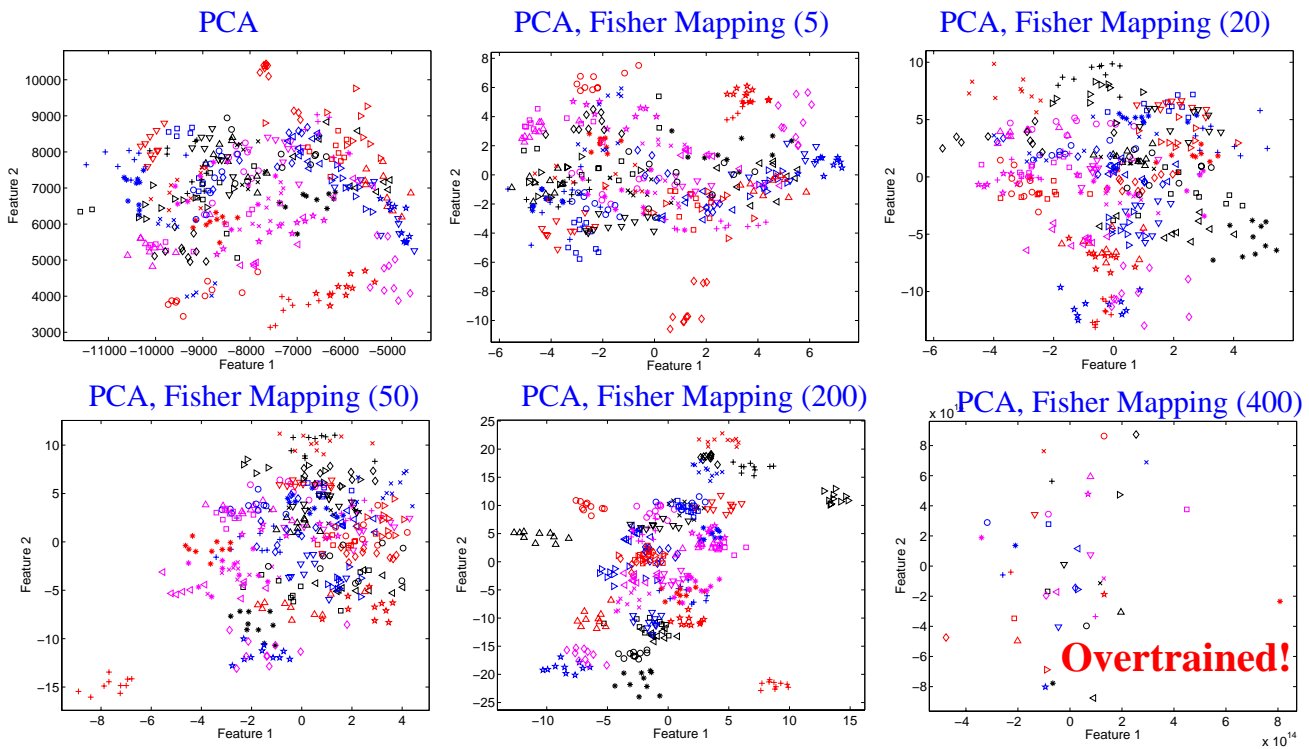 PCA
10000
9000
8000
7000
6000
5000
4000
3000
Feature 2
−11000 −10000 −9000 −8000 −7000 −6000 −5000
Feature 1
PCA, Fisher Mapping (5)
8
6
4
2
0
−2
−4
−6
−8
−10
Feature 2
−6 −4 −2 0 2 4 6
Feature 1
PCA, Fisher Mapping (20)
10
5
0
−5
−10
Feature 2
−6 −4 −2 0 2 4
Feature 1
PCA, Fisher Mapping (50)
10
5
0
−5
−10
−15
Feature 2
−8 −6 −4 −2 0 2 4
Feature 1
PCA, Fisher Mapping (200)
25
20
15
10
5
0
−5
−10
−15
−20
−25
Feature 2
−10 −5 0 5 10 15
Feature 1
PCA, Fisher Mapping (400)
x 10
8
6
4
2
0
−2
−4
−6
−8
Feature 2
Overtrained!
−4 −2 0 2 4 6 8
Feature 1
x 10^14